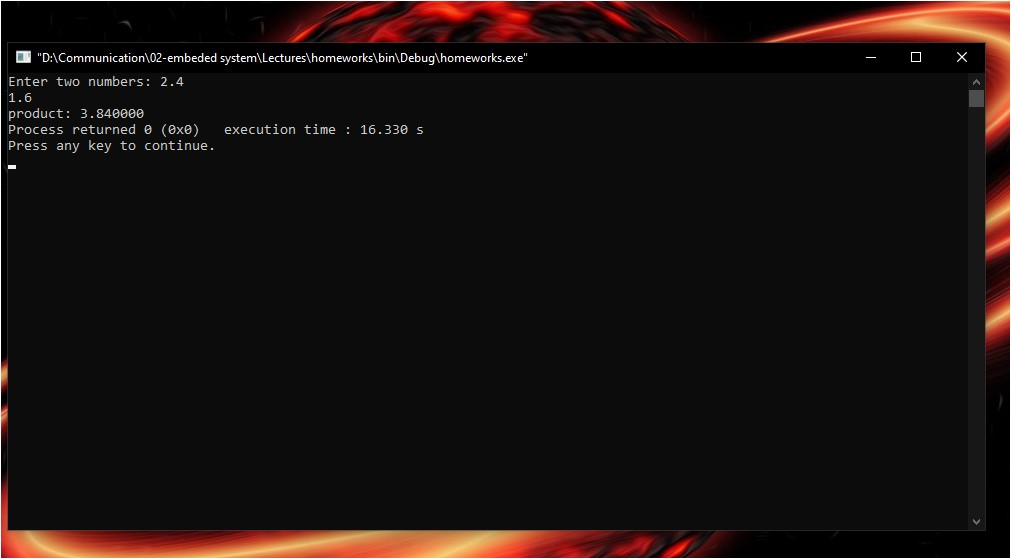 "D:\Communication\02-embeded system\Lectures\homeworks\bin\Debug\homeworks.exe"
Enter two numbers: 2.4
1.6
product: 3.840000
Process returned 0 (0x0)   execution time : 16.330 s
Press any key to continue.